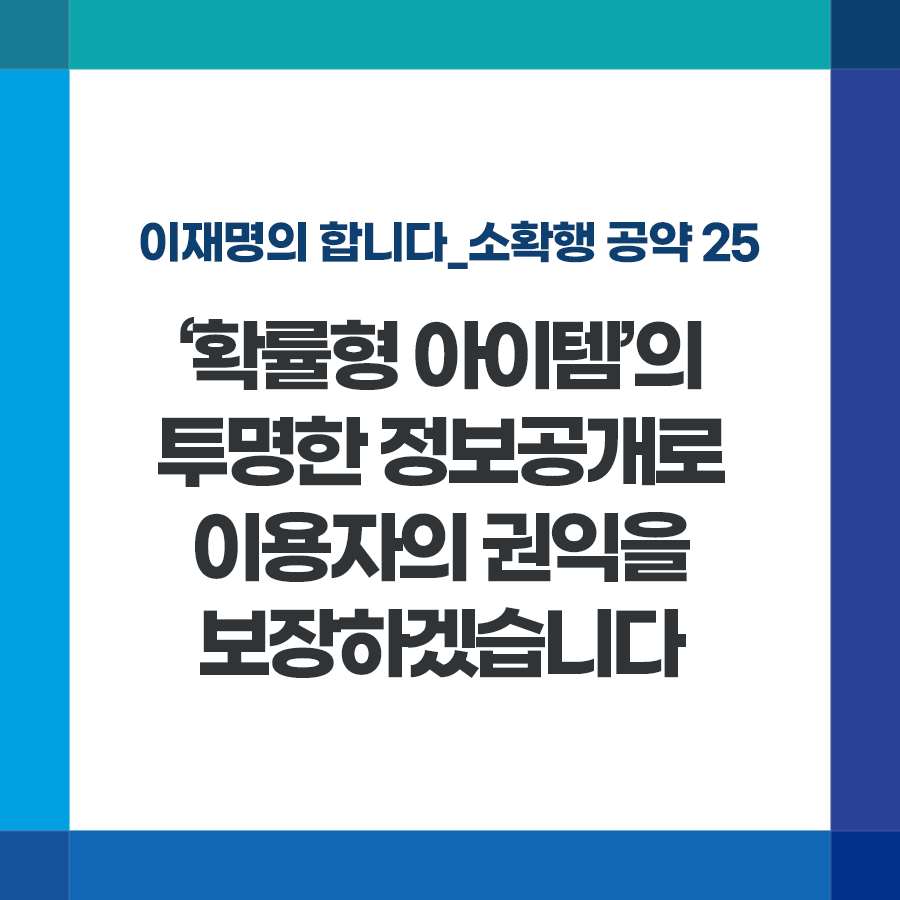 이재명의 합니다_소확행 공약 25
‘확률형 아이템’의
투명한 정보공개로
이용자의 권익을
보장하겠습니다